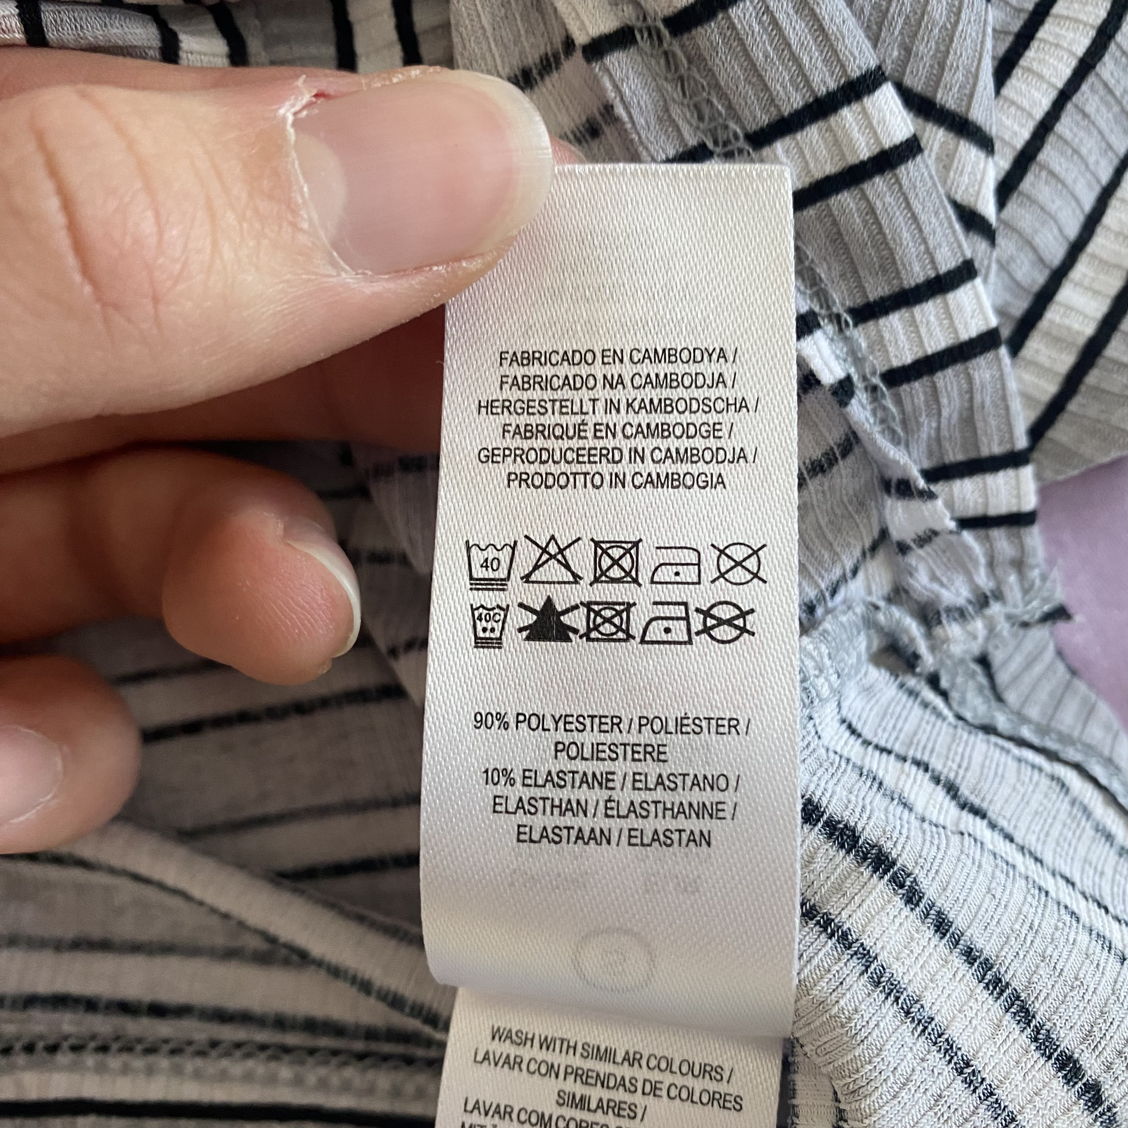 FABRICADO EN CAMBODYA /
FABRICADO NA CAMBODJA /
HERGESTELLT IN KAMBODSCHA /
FABRIQUÉ EN CAMBODGE /
GEPRODUCEERD IN CAMBODJA /
PRODOTTO IN CAMBOGIA
40
40C
90% POLYESTER / POLIÉSTER /
POLIESTERE
10% ELASTANE / ELASTANO /
ELASTHAN / ÉLASTHANNE /
ELASTAAN / ELASTAN
WASH WITH SIMILAR COLOURS /
LAVAR CON PRENDAS DE COLORES
SIMILARES /
LAVAR COM